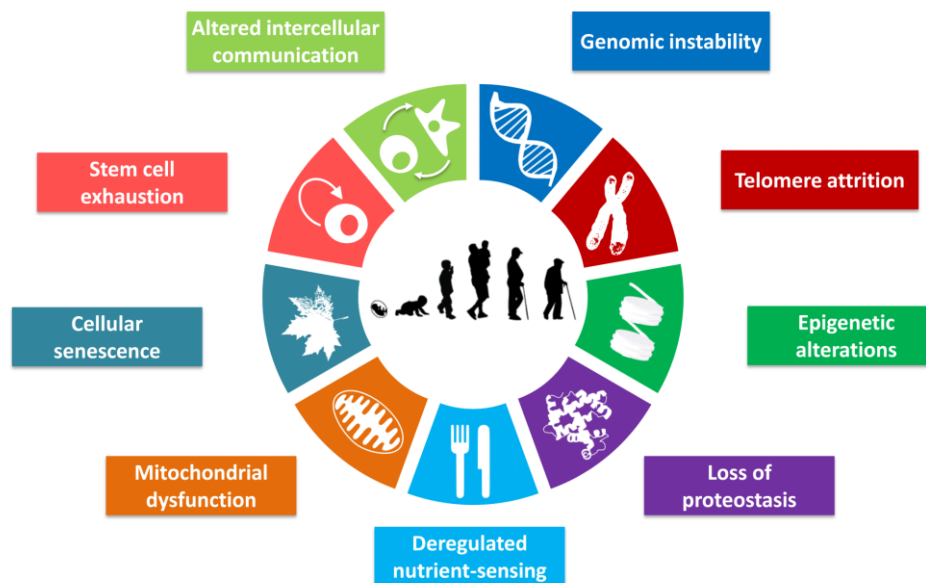 Altered intercellular
communication
Genomic instability
Stem cell
exhaustion
Telomere attrition
Cellular
senescence
Epigenetic
alterations
Mitochondrial
dysfunction
Loss of
proteostasis
Deregulated
nutrient-sensing